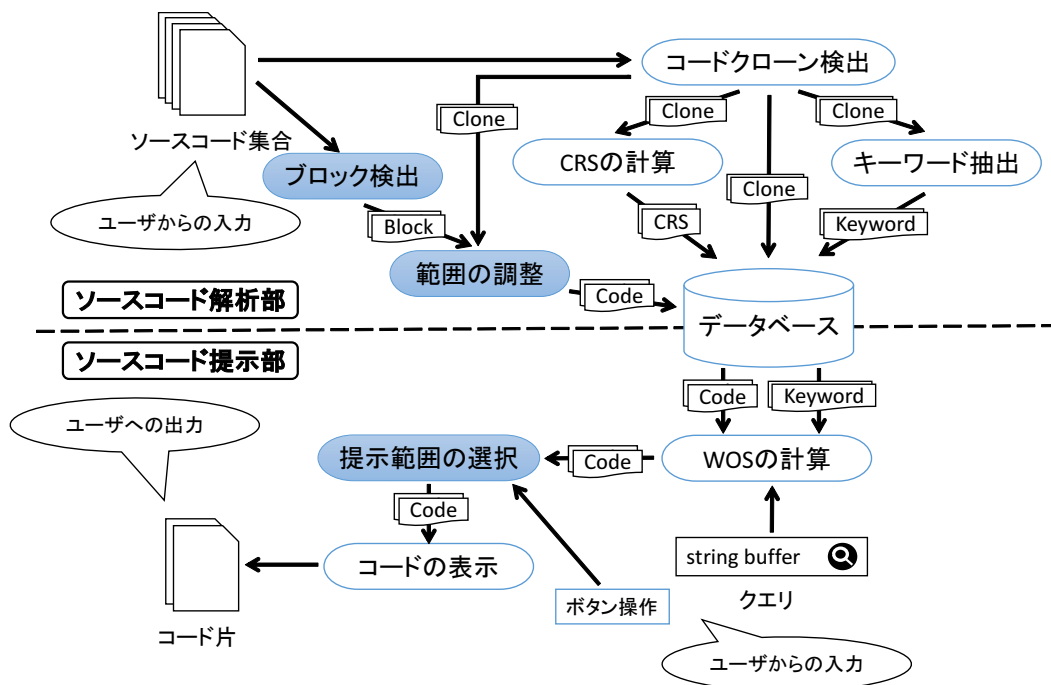 コードクローン検出
Clone
Clone
Clone
ソースコード集合
CRSの計算
キーワード抽出
ブロック検出
Clone
ユーザからの入力
Block
CRS
Keyword
範囲の調整
Code
ソースコード解析部
データベース
ソースコード提示部
Code
Keyword
ユーザへの出力
提示範囲の選択
Code
WOSの計算
Code
string buffer
コードの表示
クエリ
ボタン操作
コード片
ユーザからの入力